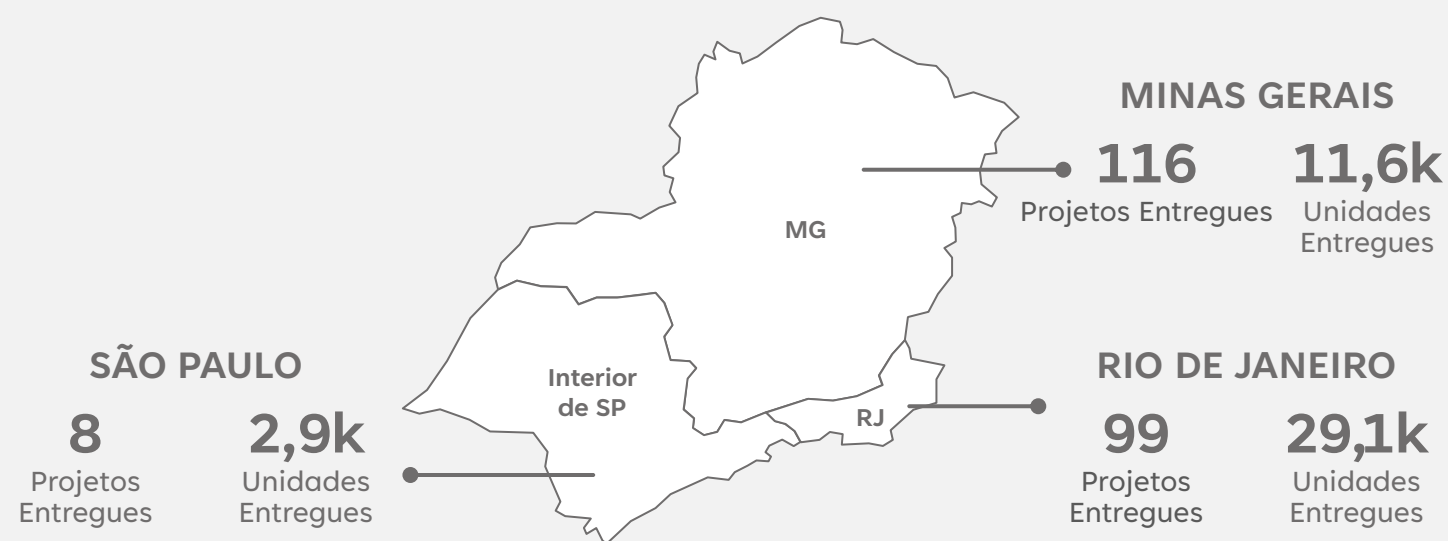 MINAS GERAIS
116
Projetos Entregues
11,6k
Unidades
Entregues
MG
SÃO PAULO
8
Projetos
Entregues
2,9k
Unidades
Entregues
Interior
de SP
RJ
RIO DE JANEIRO
99
Projetos
Entregues
29,1k
Unidades
Entregues